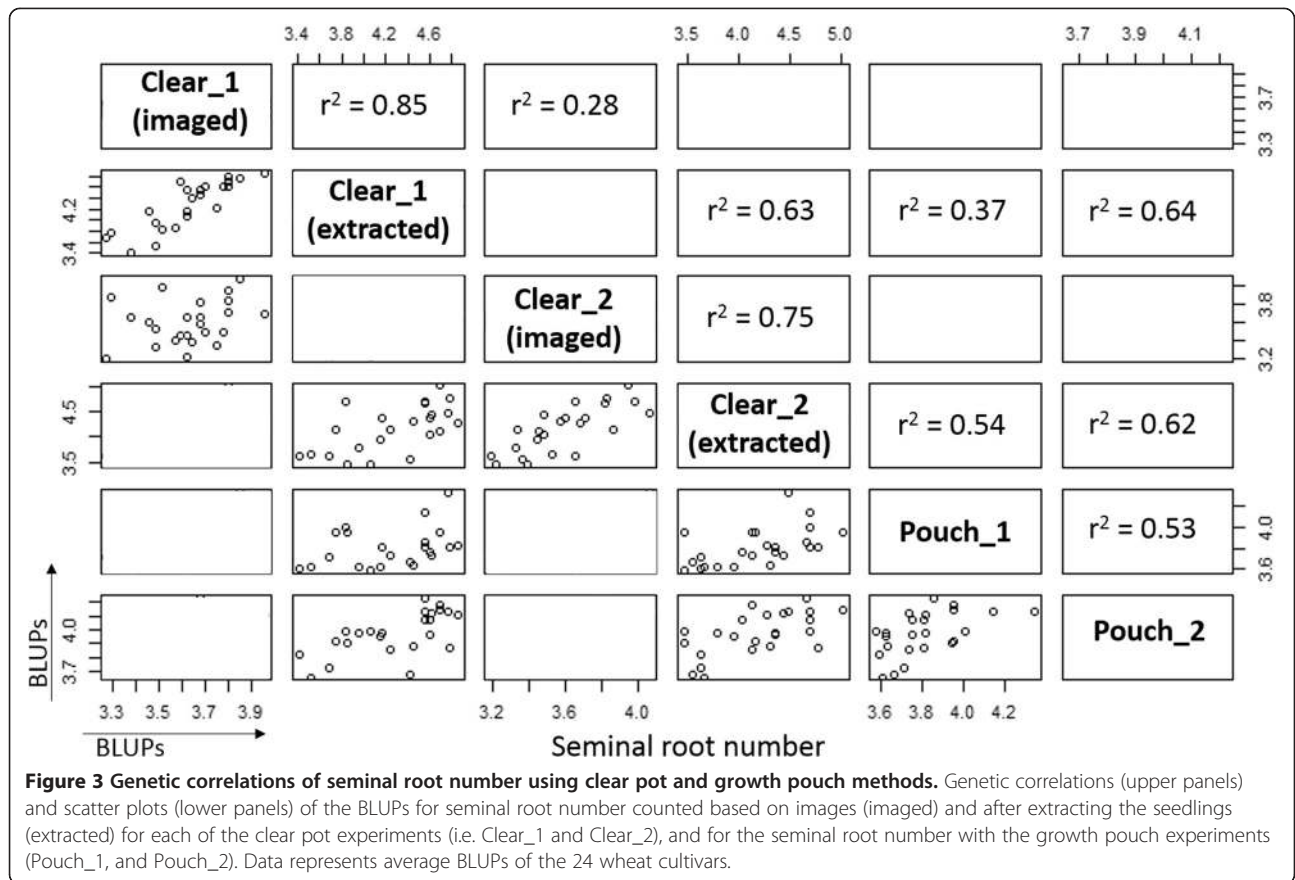 3.4 3.8 4.2 4.6 3.5 4.0 4.5 5.0 3.7 3.9 4.1
Clear_1 (imaged) r² = 0.85 r² = 0.28 3.3 3.7
3.4 4.2 Clear_1 (extracted) r² = 0.63 r² = 0.37 r² = 0.64
Clear_2 (imaged) r² = 0.75 3.2 3.8
3.5 4.5 Clear_2 (extracted) r² = 0.54 r² = 0.62
Pouch_1 r² = 0.53 3.6 4.0
BLUPs 3.7 4.0 Pouch_2
3.3 3.5 3.7 3.9 3.2 3.6 4.0 3.6 4.0 4.2
BLUPs Seminal root number
Figure 3 Genetic correlations of seminal root number using clear pot and growth pouch methods. Genetic correlations (upper panels)
and scatter plots (lower panels) of the BLUPs for seminal root number counted based on images (imaged) and after extracting the seedlings
(extracted) for each of the clear pot experiments (i.e. Clear_1 and Clear_2), and for the seminal root number with the growth pouch experiments
(Pouch_1, and Pouch_2). Data represents average BLUPs of the 24 wheat cultivars.